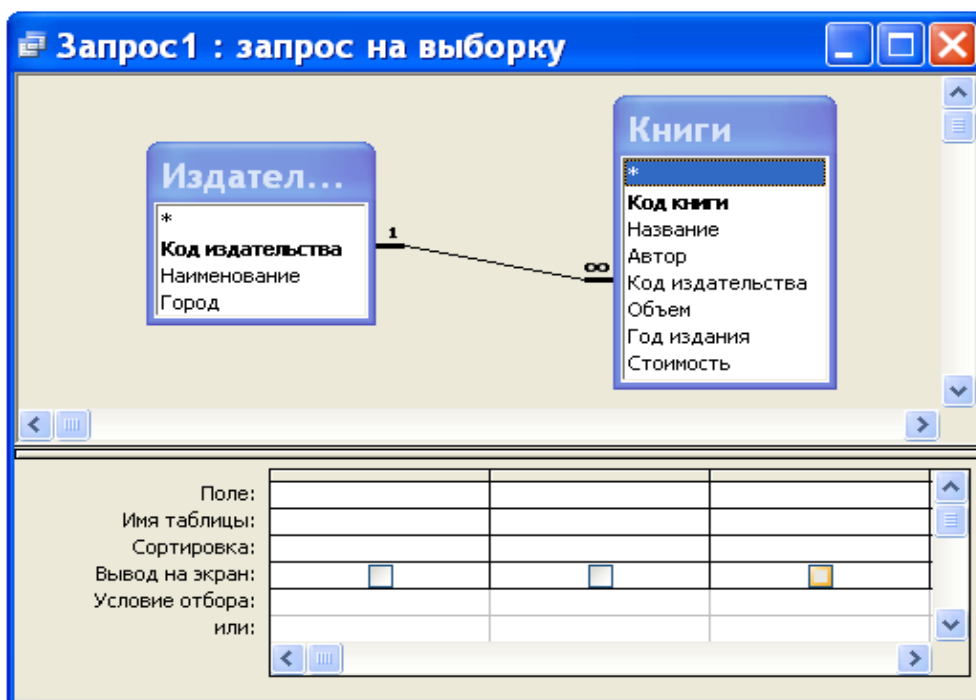 Запрос1 : запрос на выборку
Издател...
*
Код издательства
Наименование
Город
1
∞
Книги
*
Код книги
Название
Автор
Код издательства
Объем
Год издания
Стоимость
Поле:
Имя таблицы:
Сортировка:
Вывод на экран:
Условие отбора:
или: